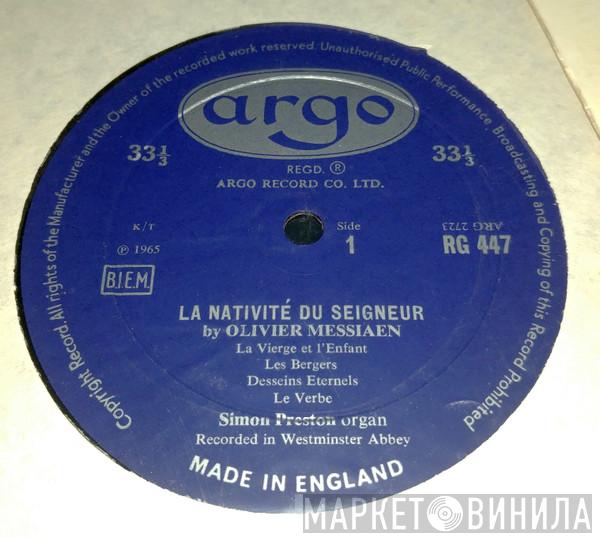 Copyright Record All rights of the Manufacturer and the Owner of the recorded work reserved. Unauthorised Public Performance, Broadcasting and Copying of this Record Prohibited
argo
33⅓
33⅓
REGD. ®
ARGO RECORD CO. LTD.
K/T
Side
ARG 2723
℗ 1965
1
RG 447
B.I.E.M.
LA NATIVITÉ DU SEIGNEUR
by OLIVIER MESSIAEN
La Vierge et l'Enfant
Les Bergers
Desseins Eternels
Le Verbe
Simon Preston organ
Recorded in Westminster Abbey
MADE IN ENGLAND
МАРКЕТ ВИНИЛА